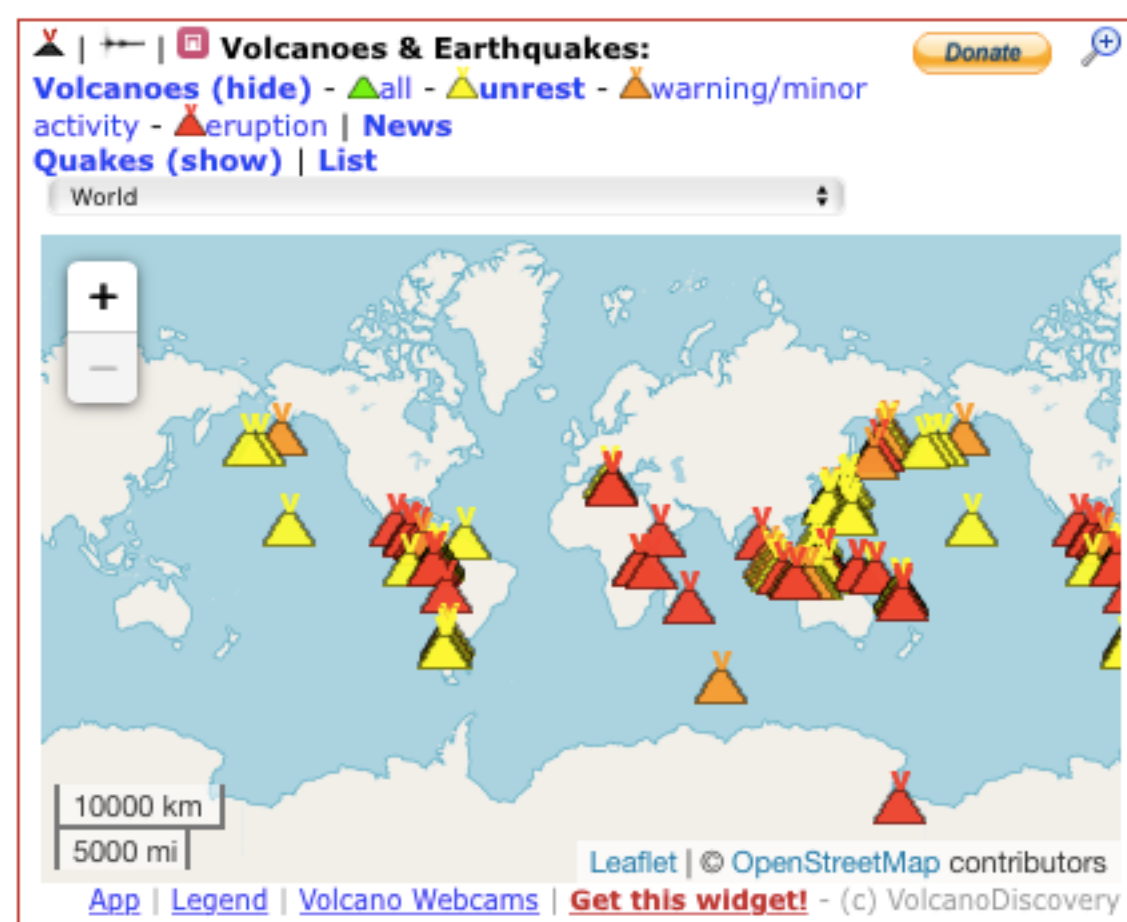 | | Volcanoes & Earthquakes:
Donate
Volcanoes (hide) - all - unrest - warning/minor
activity - eruption | News
Quakes (show) | List
World
+
−
10000 km
5000 mi
Leaflet | © OpenStreetMap contributors
App | Legend | Volcano Webcams | Get this widget! - (c) VolcanoDiscovery